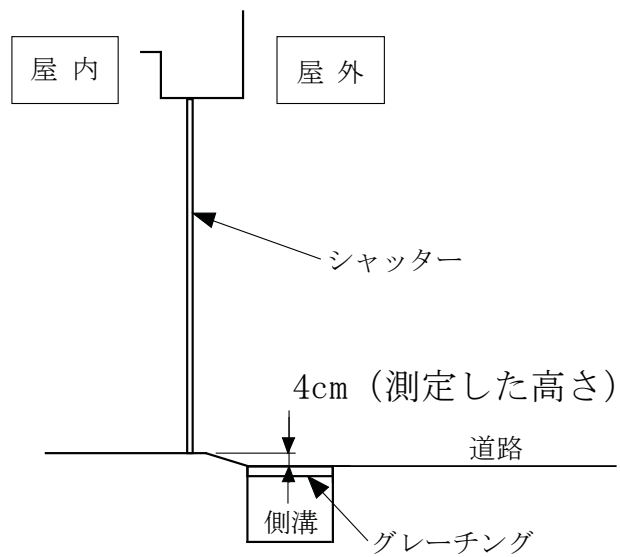 屋内
屋外
シャッター
4cm（測定した高さ）
道路
側溝
グレーチング